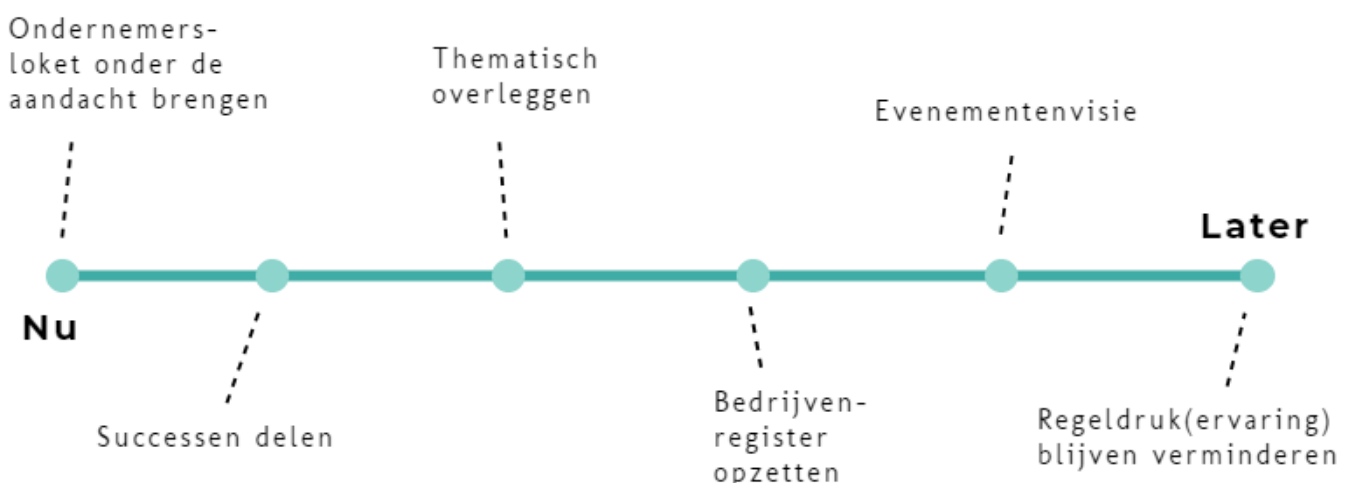 Ondernemers-
loket onder de
aandacht brengen
Thematisch
overleggen
Evenementenvisie
Later
Nu
Successen delen
Bedrijven-
register
opzetten
Regeldruk(ervaring)
blijven verminderen